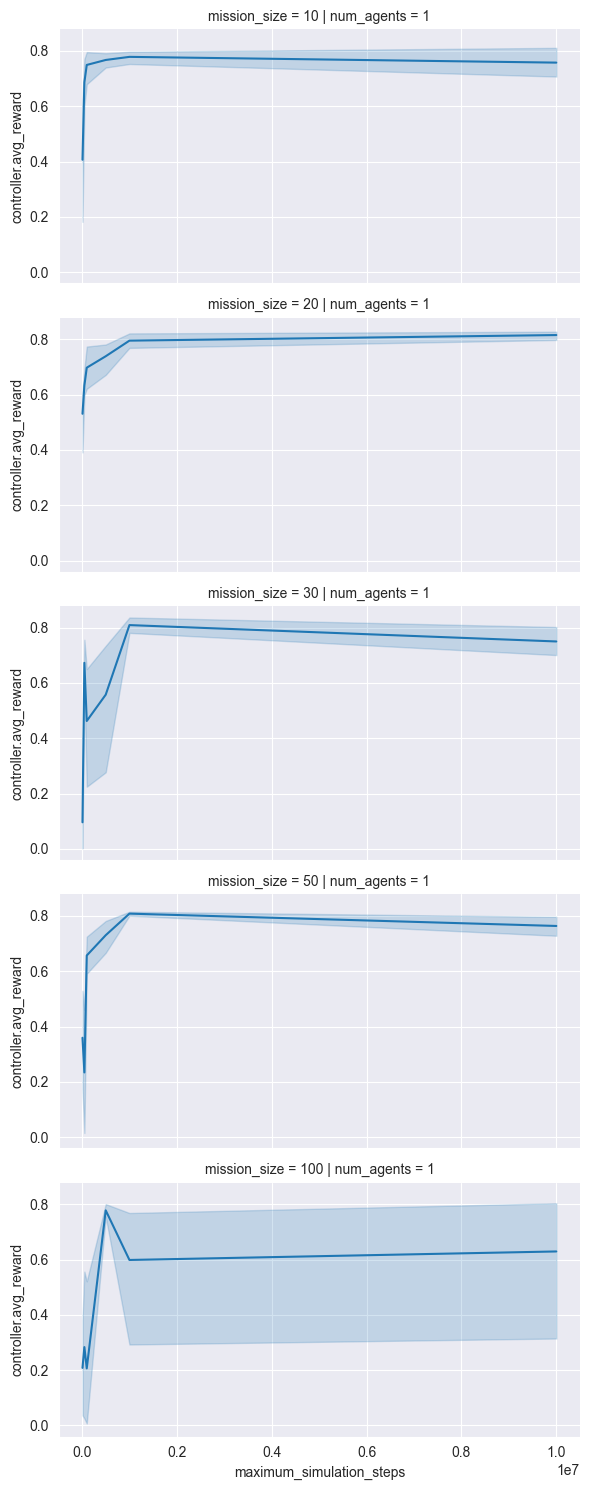 mission_size = 10 | num_agents = 1
controller.avg_reward
0.8
0.6
0.4
0.2
0.0
mission_size = 20 | num_agents = 1
controller.avg_reward
0.8
0.6
0.4
0.2
0.0
mission_size = 30 | num_agents = 1
controller.avg_reward
0.8
0.6
0.4
0.2
0.0
mission_size = 50 | num_agents = 1
controller.avg_reward
0.8
0.6
0.4
0.2
0.0
mission_size = 100 | num_agents = 1
controller.avg_reward
0.8
0.6
0.4
0.2
0.0
0.0 0.2 0.4 0.6 0.8 1.0
1e7
maximum_simulation_steps